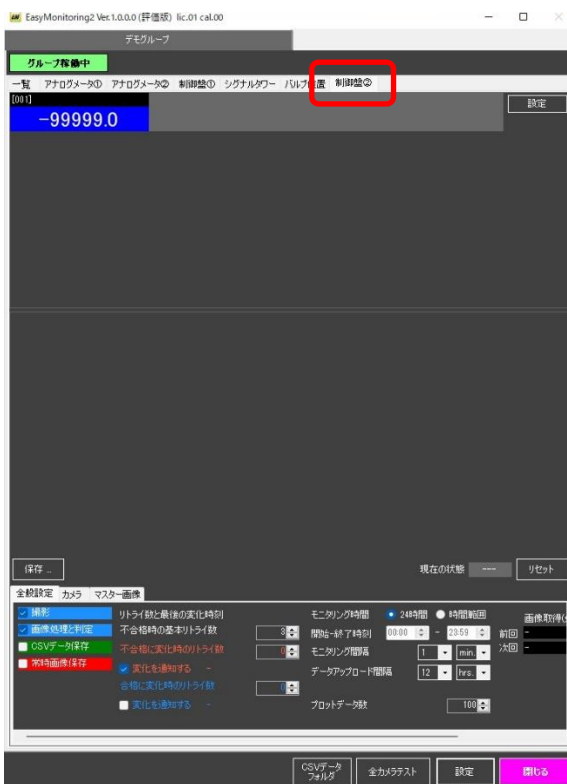 EasyMonitoring2 Ver.1.0.0.0 (評価版) lic.01 cal.00
デモグループ
グループ稼働中
一覧 アナログメータ① アナログメータ② 制御盤① シグナルタワー バルブ位置 制御盤②
[001]
-99999.0
設定
保存 ..
現在の状態 ---
リセット
全般設定 カメラ マスター画像
撮影
画像処理と判定
CSVデータ保存
常時画像保存
リトライ数と最後の変化時刻
不合格時の基本リトライ数 3
不合格に変化時のリトライ数 0
変化を通知する -
合格に変化時のリトライ数 0
変化を通知する -
モニタリング時間 24時間 時間範囲
開始-終了時刻 00:00 - 23:59
モニタリング間隔 1 min.
データアップロード間隔 12 hrs.
プロットデータ数 100
画像取得(
前回 -
次回 -
CSVデータ
フォルダ
全カメラテスト
設定
閉じる